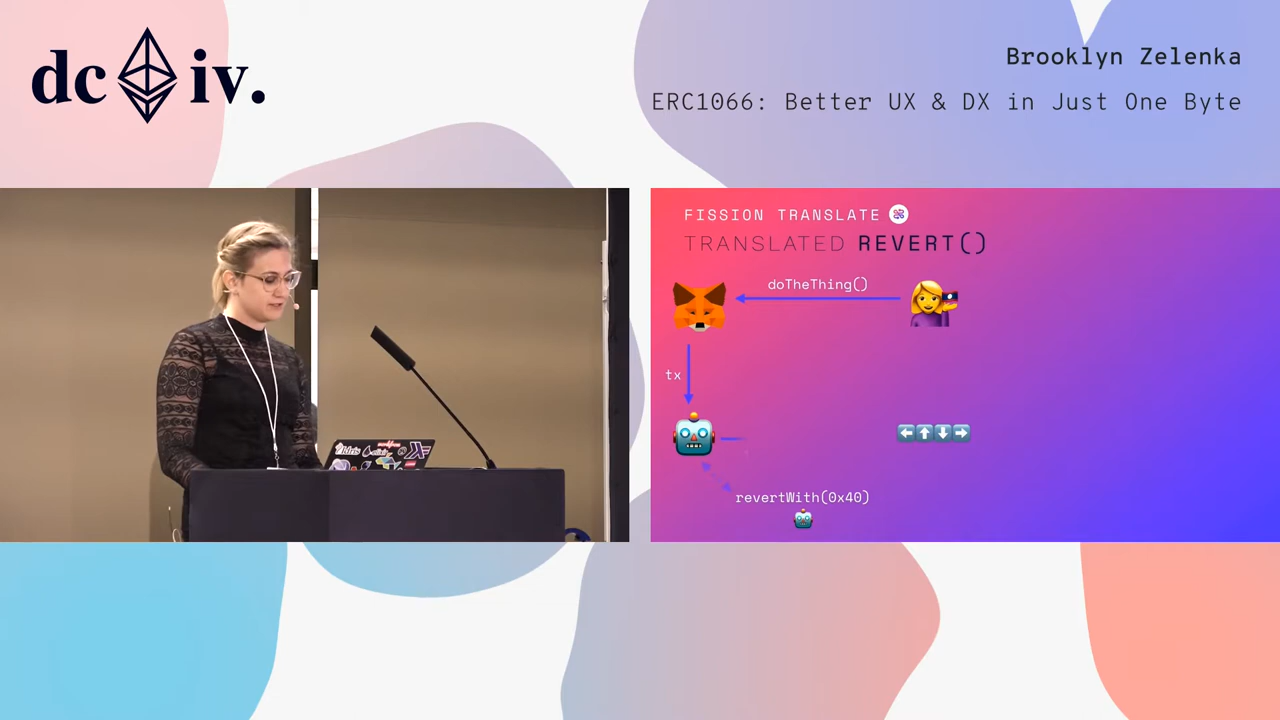 dc iv.
Brooklyn Zelenka
ERC1066: Better UX & DX in Just One Byte
FISSION TRANSLATE
TRANSLATED REVERT()
doTheThing()
tx
revertWith(0x40)